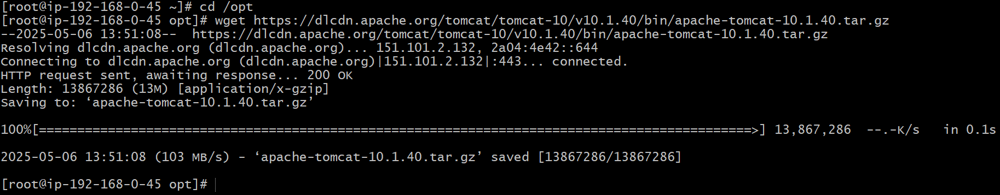 [root@ip-192-168-0-45 ~]# cd /opt
[root@ip-192-168-0-45 opt]# wget https://dlcdn.apache.org/tomcat/tomcat-10/v10.1.40/bin/apache-tomcat-10.1.40.tar.gz
--2025-05-06 13:51:08--  https://dlcdn.apache.org/tomcat/tomcat-10/v10.1.40/bin/apache-tomcat-10.1.40.tar.gz
Resolving dlcdn.apache.org (dlcdn.apache.org)... 151.101.2.132, 2a04:4e42::644
Connecting to dlcdn.apache.org (dlcdn.apache.org)|151.101.2.132|:443... connected.
HTTP request sent, awaiting response... 200 OK
Length: 13867286 (13M) [application/x-gzip]
Saving to: ‘apache-tomcat-10.1.40.tar.gz’
100%[=============================================================================================>] 13,867,286  --.-K/s   in 0.1s
2025-05-06 13:51:08 (103 MB/s) - ‘apache-tomcat-10.1.40.tar.gz’ saved [13867286/13867286]
[root@ip-192-168-0-45 opt]#